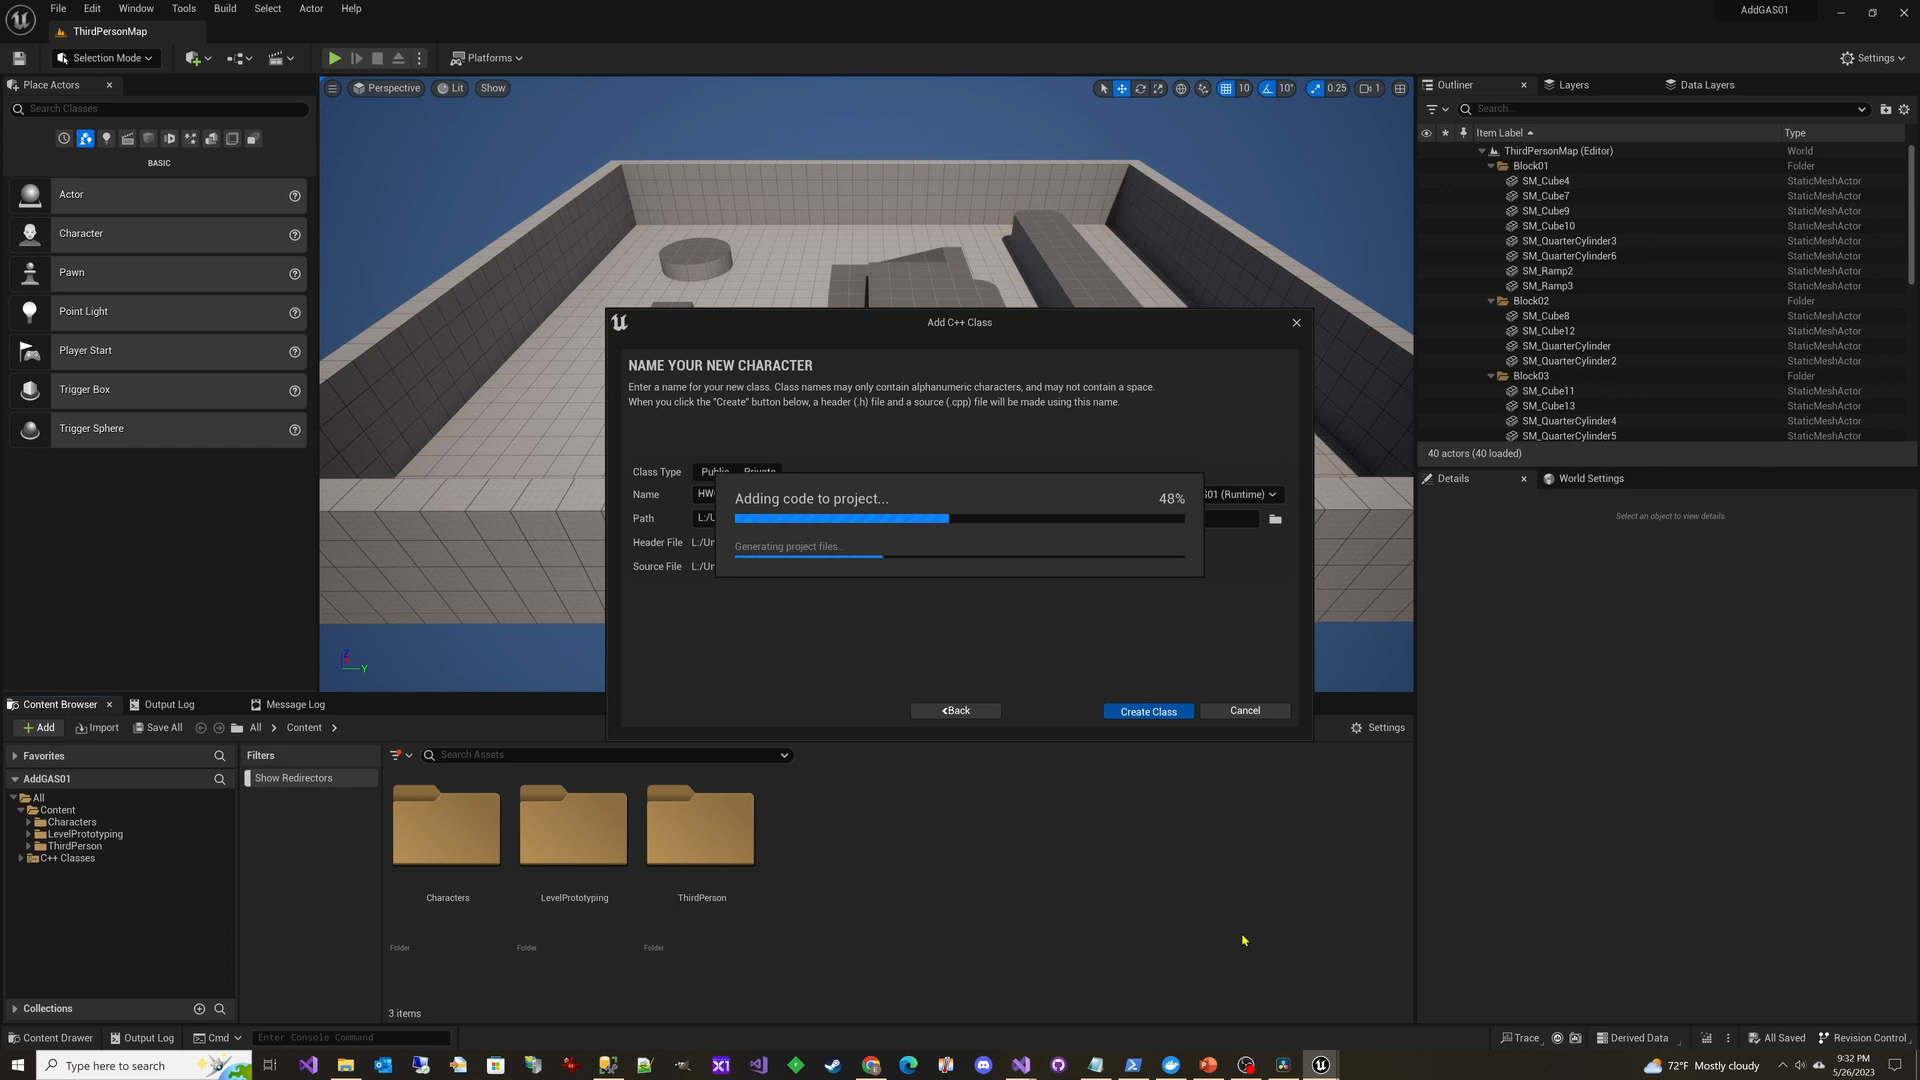 File Edit Window Tools Build Select Actor Help
AddGAS01
ThirdPersonMap
Selection Mode
Platforms
Settings
Place Actors
Search Classes
BASIC
Actor
Character
Pawn
Point Light
Player Start
Trigger Box
Trigger Sphere
Perspective Lit Show
10 10° 0.25 1
Z
Y
Outliner Layers Data Layers
Search...
Item Label Type
ThirdPersonMap (Editor) World
Block01 Folder
SM_Cube4 StaticMeshActor
SM_Cube7 StaticMeshActor
SM_Cube9 StaticMeshActor
SM_Cube10 StaticMeshActor
SM_QuarterCylinder3 StaticMeshActor
SM_QuarterCylinder6 StaticMeshActor
SM_Ramp2 StaticMeshActor
SM_Ramp3 StaticMeshActor
Block02 Folder
SM_Cube8 StaticMeshActor
SM_Cube12 StaticMeshActor
SM_QuarterCylinder StaticMeshActor
SM_QuarterCylinder2 StaticMeshActor
Block03 Folder
SM_Cube11 StaticMeshActor
SM_Cube13 StaticMeshActor
SM_QuarterCylinder4 StaticMeshActor
SM_QuarterCylinder5 StaticMeshActor
40 actors (40 loaded)
Details World Settings
Select an object to view details.
Add C++ Class
NAME YOUR NEW CHARACTER
Enter a name for your new class. Class names may only contain alphanumeric characters, and may not contain a space.
When you click the "Create" button below, a header (.h) file and a source (.cpp) file will be made using this name.
Class Type Public Private
Name HW S01 (Runtime)
Path L:/U
Header File L:/Ur
Source File L:/Ur
Adding code to project... 48%
Generating project files...
Back Create Class Cancel
Content Browser Output Log Message Log
Add Import Save All All Content Settings
Favorites
AddGAS01
All
Content
Characters
LevelPrototyping
ThirdPerson
C++ Classes
Collections
Filters
Show Redirectors
Search Assets
Characters LevelPrototyping ThirdPerson
Folder Folder Folder
3 items
Content Drawer Output Log Cmd Enter Console Command
Trace Derived Data All Saved Revision Control
Type here to search
72°F Mostly cloudy
9:32 PM
5/26/2023